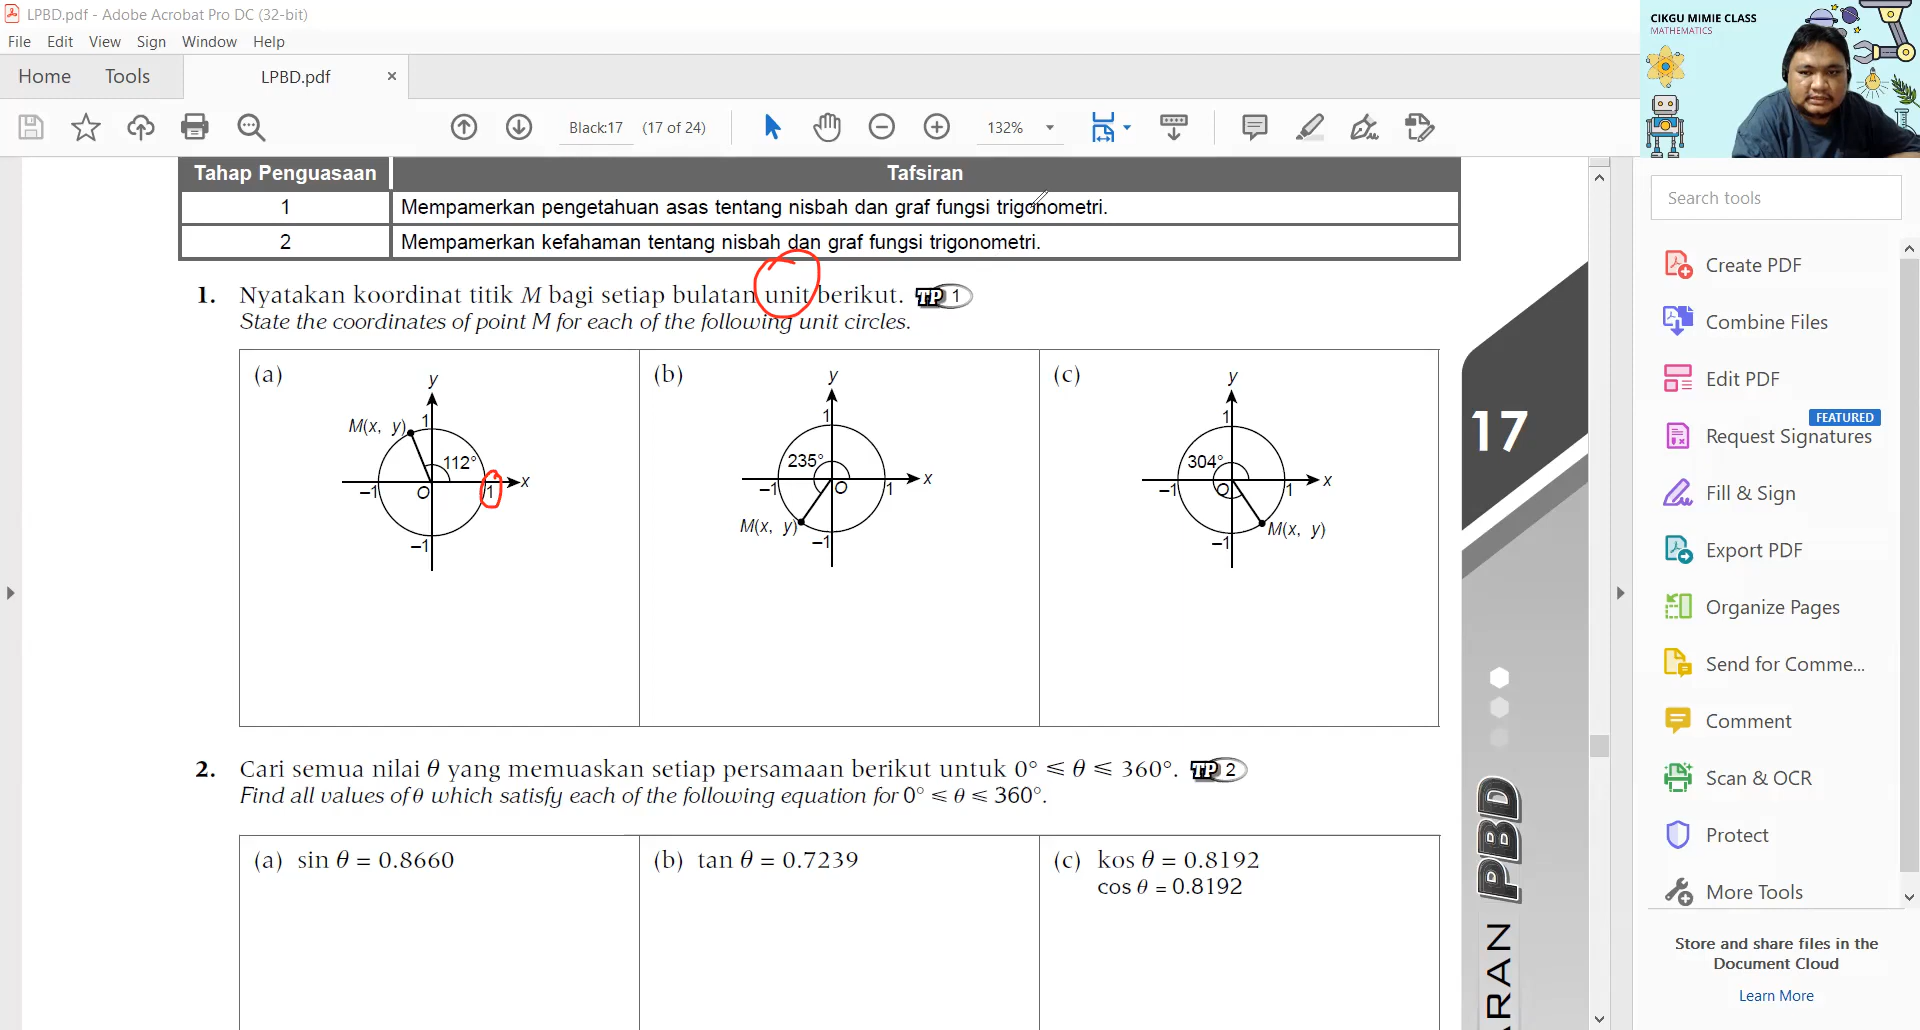 LPBD.pdf - Adobe Acrobat Pro DC (32-bit)
File Edit View Sign Window Help
Home Tools LPBD.pdf ×
Black:17 (17 of 24) 132%
CIKGU MIMIE CLASS
MATHEMATICS
Tahap Penguasaan Tafsiran
1 Mempamerkan pengetahuan asas tentang nisbah dan graf fungsi trigonometri.
2 Mempamerkan kefahaman tentang nisbah dan graf fungsi trigonometri.
1. Nyatakan koordinat titik M bagi setiap bulatan unit berikut. TP 1
State the coordinates of point M for each of the following unit circles.
(a)
y
1
M(x, y)
112°
–1 O 1 x
–1
(b)
y
1
235°
–1 O 1 x
M(x, y)
–1
(c)
y
1
304°
–1 O 1 x
M(x, y)
–1
2. Cari semua nilai θ yang memuaskan setiap persamaan berikut untuk 0° ⩽ θ ⩽ 360°. TP 2
Find all values of θ which satisfy each of the following equation for 0° ⩽ θ ⩽ 360°.
(a) sin θ = 0.8660
(b) tan θ = 0.7239
(c) kos θ = 0.8192
cos θ = 0.8192
17
PBD
RAN
Search tools
Create PDF
Combine Files
Edit PDF
FEATURED
Request Signatures
Fill & Sign
Export PDF
Organize Pages
Send for Comme...
Comment
Scan & OCR
Protect
More Tools
Store and share files in the
Document Cloud
Learn More